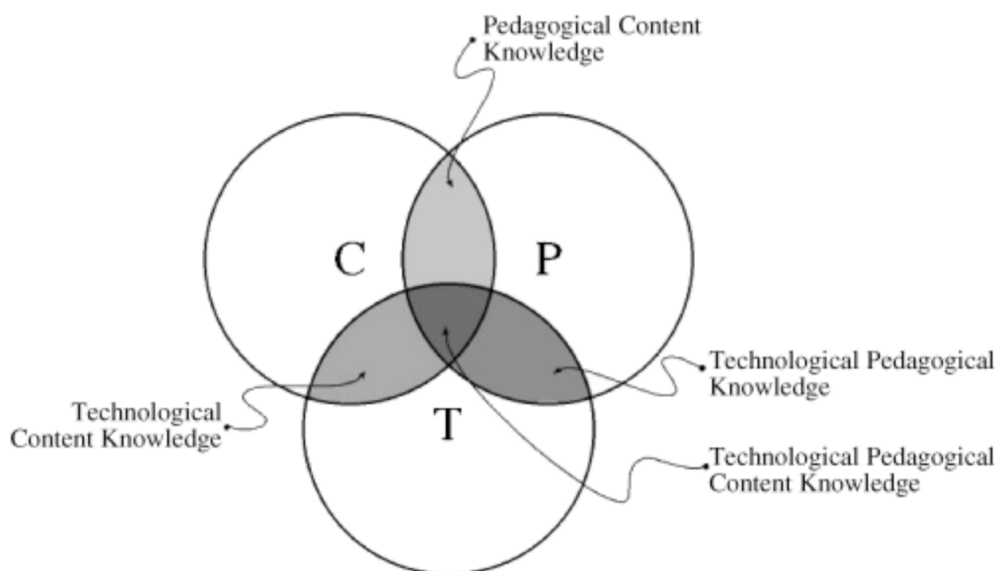 Pedagogical Content
Knowledge
C
P
Technological Pedagogical
Knowledge
Technological
Content Knowledge
T
Technological Pedagogical
Content Knowledge